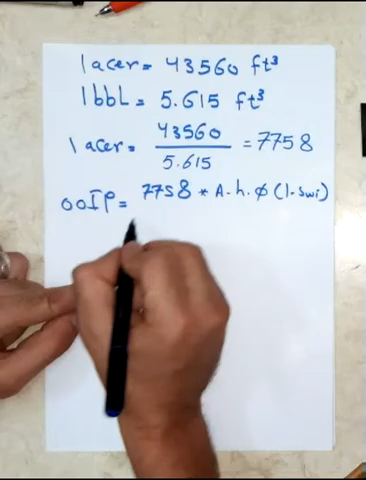 1 acer = 43560 ft³
1 bbL = 5.615 ft³
1 acer = 43560 / 5.615 = 7758
OOIP = 7758 * A.h.Ø (1-Swi)